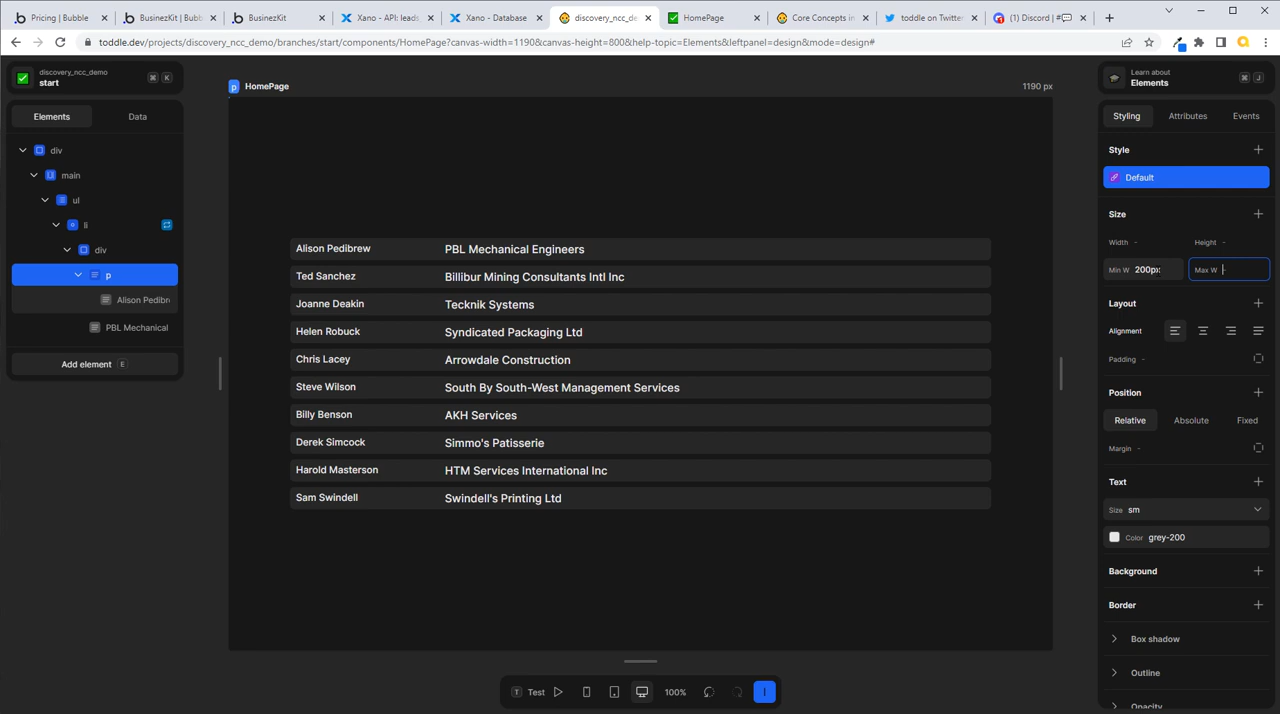 Pricing | Bubble
BusinezKit | Bubbl
BusinezKit
Xano - API: leads
Xano - Database
discovery_ncc_de
HomePage
Core Concepts in
toddle on Twitter
(1) Discord | #
toddle.dev/projects/discovery_ncc_demo/branches/start/components/HomePage?canvas-width=1190&canvas-height=800&help-topic=Elements&leftpanel=design&mode=design#
discovery_ncc_demo
start
⌘ K
Elements
Data
div
main
ul
li
div
p
Alison Pedibr
PBL Mechanical
Add element E
p HomePage
1190 px
Alison Pedibrew PBL Mechanical Engineers
Ted Sanchez Billibur Mining Consultants Intl Inc
Joanne Deakin Tecknik Systems
Helen Robuck Syndicated Packaging Ltd
Chris Lacey Arrowdale Construction
Steve Wilson South By South-West Management Services
Billy Benson AKH Services
Derek Simcock Simmo's Patisserie
Harold Masterson HTM Services International Inc
Sam Swindell Swindell's Printing Ltd
T Test
100%
Learn about
Elements
⌘ J
Styling Attributes Events
Style
Default
Size
Width - Height -
Min W 200px Max W -
Layout
Alignment
Padding -
Position
Relative Absolute Fixed
Margin -
Text
Size sm
Color grey-200
Background
Border
Box shadow
Outline
Opacity